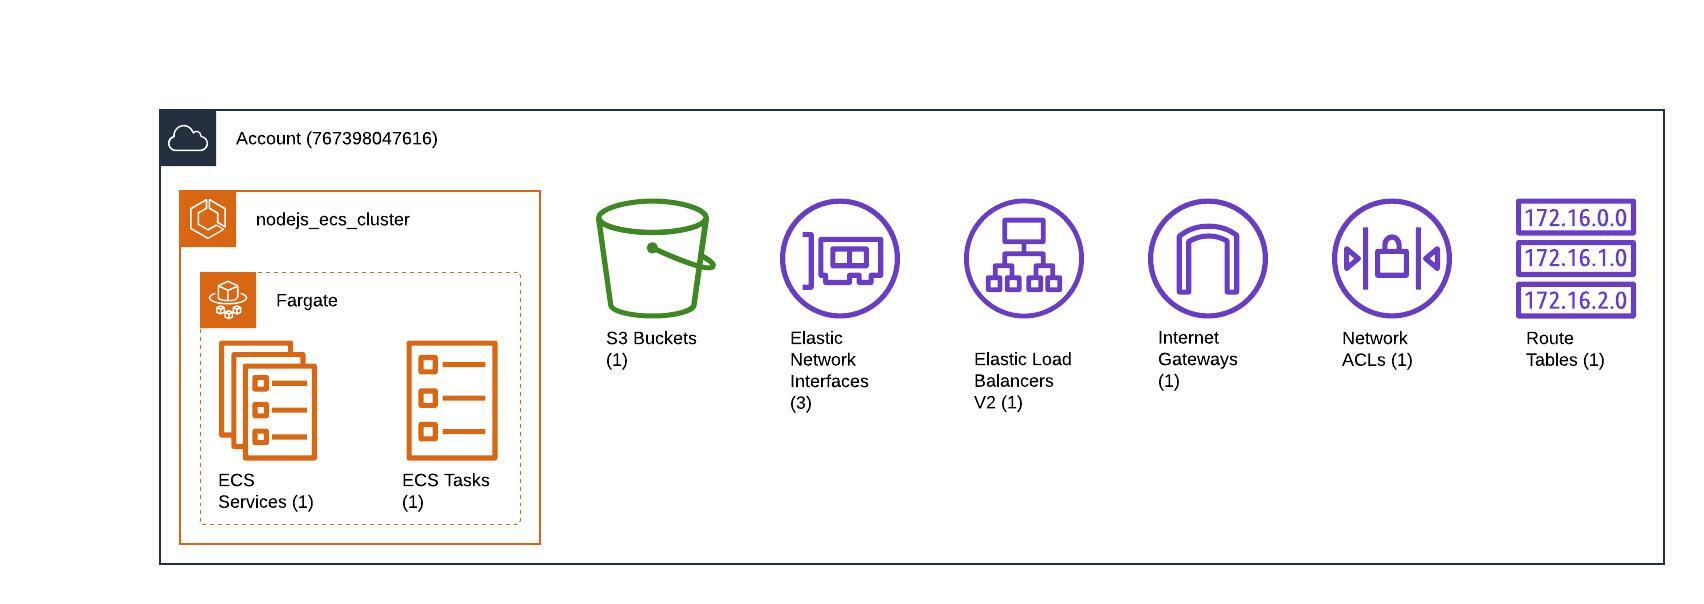 Account (767398047616)
nodejs_ecs_cluster
Fargate
ECS
Services (1)
ECS Tasks
(1)
S3 Buckets
(1)
Elastic
Network
Interfaces
(3)
Elastic Load
Balancers
V2 (1)
Internet
Gateways
(1)
Network
ACLs (1)
172.16.0.0
172.16.1.0
172.16.2.0
Route
Tables (1)